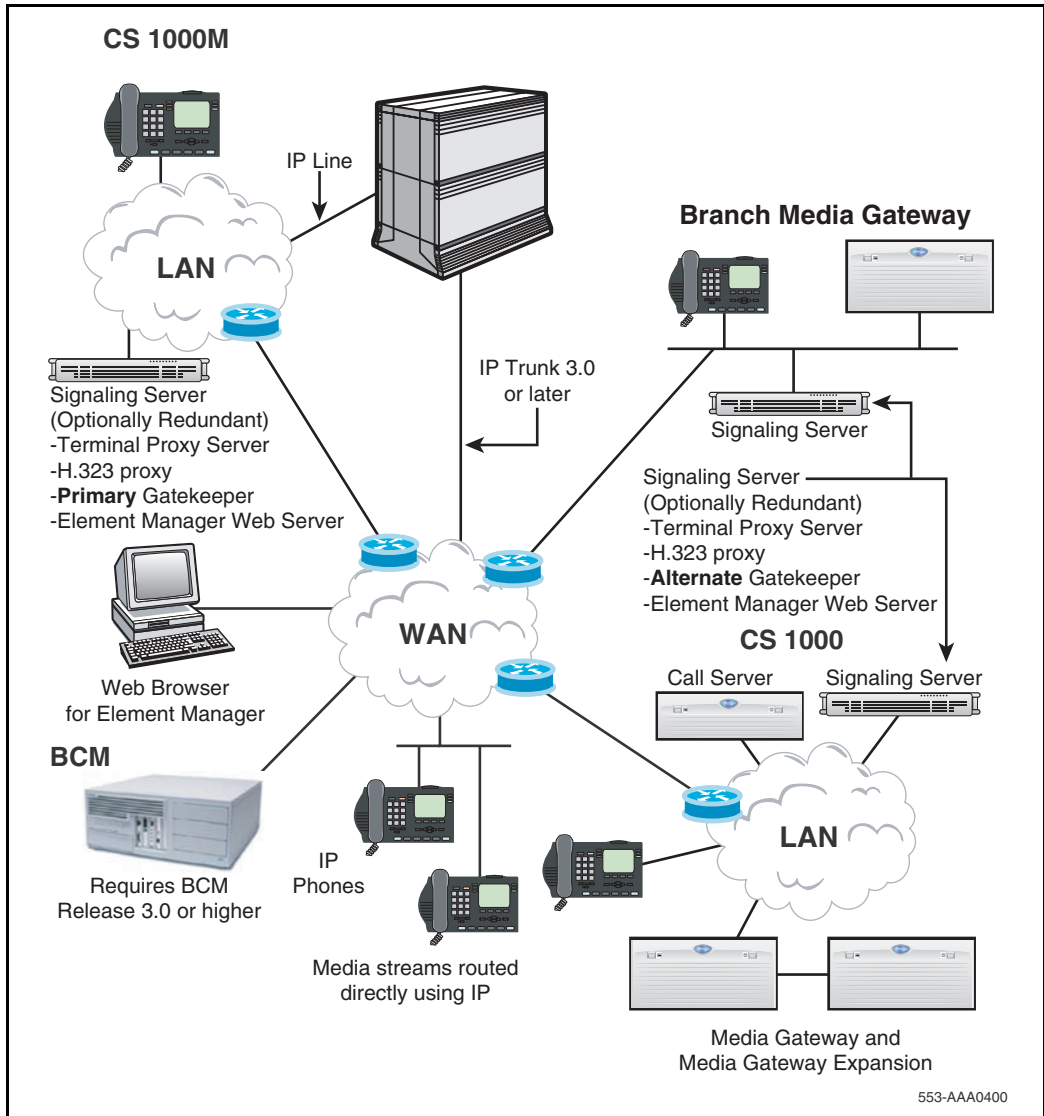 CS 1000M
IP Line
LAN
Branch Media Gateway
Signaling Server
(Optionally Redundant)
-Terminal Proxy Server
-H.323 proxy
-Primary Gatekeeper
-Element Manager Web Server
IP Trunk 3.0
or later
Signaling Server
Signaling Server
(Optionally Redundant)
-Terminal Proxy Server
-H.323 proxy
-Alternate Gatekeeper
-Element Manager Web Server
WAN
Web Browser
for Element Manager
CS 1000
Call Server
Signaling Server
BCM
Requires BCM
Release 3.0 or higher
IP
Phones
LAN
Media streams routed
directly using IP
Media Gateway and
Media Gateway Expansion
553-AAA0400